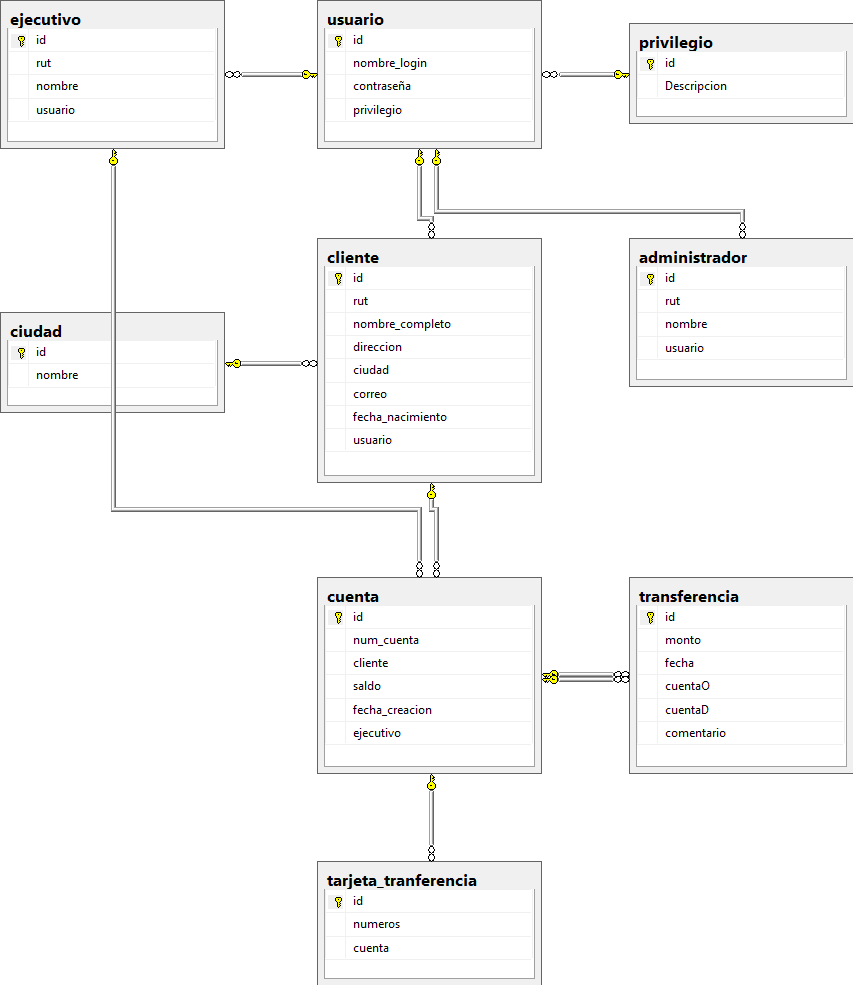 ejecutivo
id
rut
nombre
usuario
usuario
id
nombre_login
contraseña
privilegio
privilegio
id
Descripcion
cliente
id
rut
nombre_completo
direccion
ciudad
correo
fecha_nacimiento
usuario
administrador
id
rut
nombre
usuario
ciudad
id
nombre
cuenta
id
num_cuenta
cliente
saldo
fecha_creacion
ejecutivo
transferencia
id
monto
fecha
cuentaO
cuentaD
comentario
tarjeta_tranferencia
id
numeros
cuenta